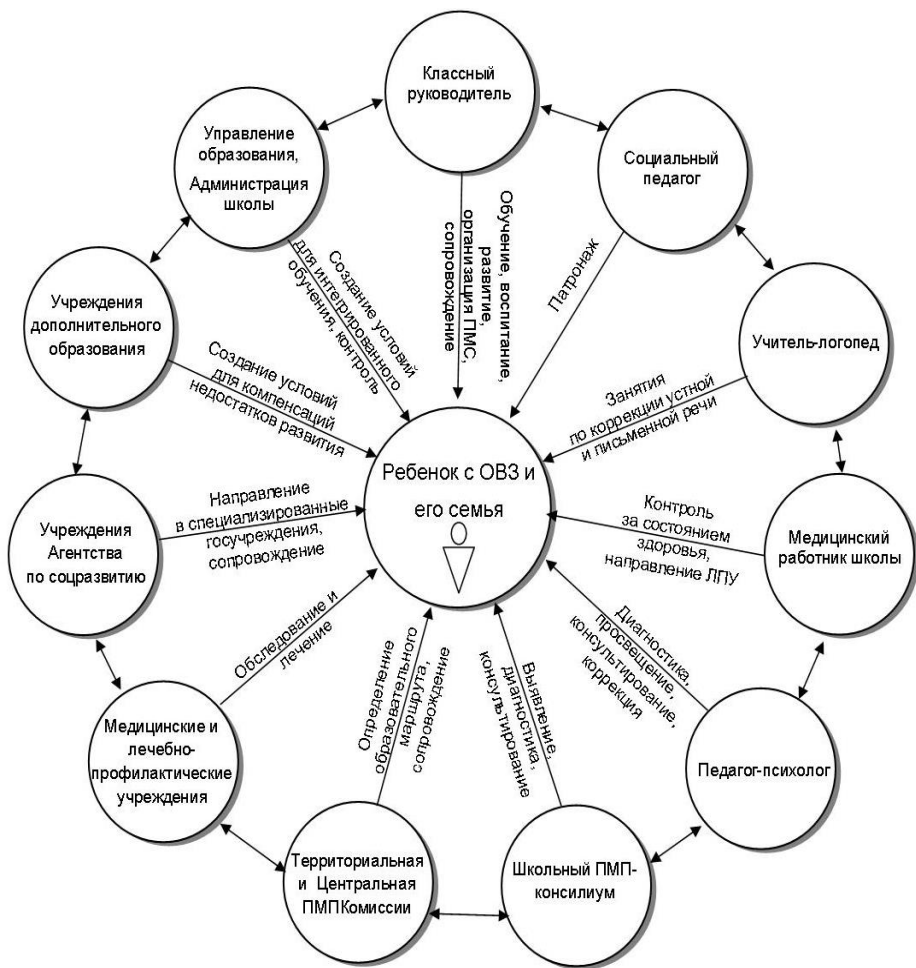 Классный
руководитель
Управление
образования,
Администрация
школы
Социальный
педагог
Учреждения
дополнительного
образования
Учитель-логопед
Обучение, воспитание,
развитие,
организация ПМС,
сопровождение
Создание условий
для интегрированного
обучения, контроль
Патронаж
Создание условий
для компенсаций
недостатков развития
Занятия
по коррекции устной
и письменной речи
Ребенок с ОВЗ и
его семья
Учреждения
Агентства
по соцразвитию
Направление
в специализированные
госучреждения,
сопровождение
Контроль
за состоянием
здоровья,
направление ЛПУ
Медицинский
работник школы
Обследование и
лечение
Определение
образовательного
маршрута,
сопровождение
Выявление,
диагностика,
консультирование
Диагностика,
просвещение,
консультирование,
коррекция
Медицинские и
лечебно-
профилактические
учреждения
Педагог-психолог
Территориальная
и Центральная
ПМПКомиссии
Школьный ПМП-
консилиум